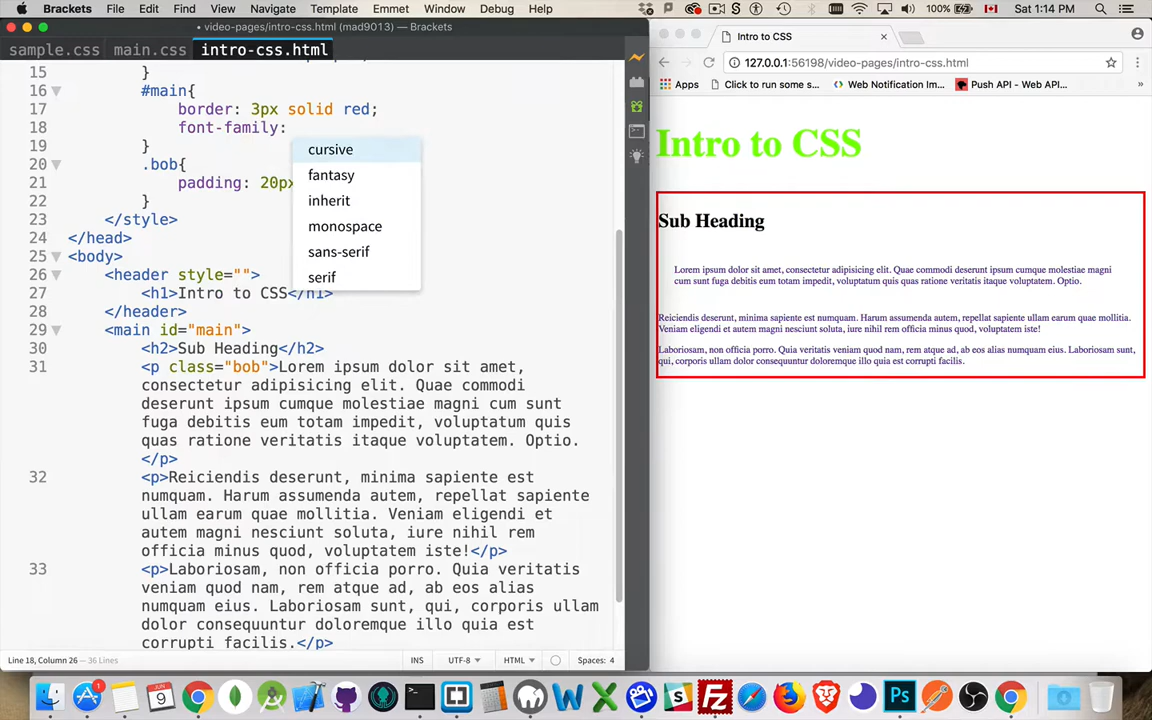 Brackets File Edit Find View Navigate Template Emmet Window Debug Help 100% Sat 1:14 PM
• video-pages/intro-css.html (mad9013) — Brackets
sample.css main.css intro-css.html
15 }
16 #main{
17 border: 3px solid red;
18 font-family:
19 }
20 .bob{
21 padding: 20px
22 }
23 </style>
24 </head>
25 <body>
26 <header style="">
27 <h1>Intro to CSS</h1>
28 </header>
29 <main id="main">
30 <h2>Sub Heading</h2>
31 <p class="bob">Lorem ipsum dolor sit amet,
consectetur adipisicing elit. Quae commodi
deserunt ipsum cumque molestiae magni cum sunt
fuga debitis eum totam impedit, voluptatum quis
quas ratione veritatis itaque voluptatem. Optio.
</p>
32 <p>Reiciendis deserunt, minima sapiente est
numquam. Harum assumenda autem, repellat sapiente
ullam earum quae mollitia. Veniam eligendi et
autem magni nesciunt soluta, iure nihil rem
officia minus quod, voluptatem iste!</p>
33 <p>Laboriosam, non officia porro. Quia veritatis
veniam quod nam, rem atque ad, ab eos alias
numquam eius. Laboriosam sunt, qui, corporis ullam
dolor consequuntur doloremque illo quia est
corrupti facilis.</p>
cursive
fantasy
inherit
monospace
sans-serif
serif
Line 18, Column 26 — 36 Lines INS UTF-8 HTML Spaces: 4
Intro to CSS
127.0.0.1:56198/video-pages/intro-css.html
Apps Click to run some s... Web Notification Im... Push API - Web API... »
Intro to CSS
Sub Heading
Lorem ipsum dolor sit amet, consectetur adipisicing elit. Quae commodi deserunt ipsum cumque molestiae magni
cum sunt fuga debitis eum totam impedit, voluptatum quis quas ratione veritatis itaque voluptatem. Optio.
Reiciendis deserunt, minima sapiente est numquam. Harum assumenda autem, repellat sapiente ullam earum quae mollitia.
Veniam eligendi et autem magni nesciunt soluta, iure nihil rem officia minus quod, voluptatem iste!
Laboriosam, non officia porro. Quia veritatis veniam quod nam, rem atque ad, ab eos alias numquam eius. Laboriosam sunt,
qui, corporis ullam dolor consequuntur doloremque illo quia est corrupti facilis.